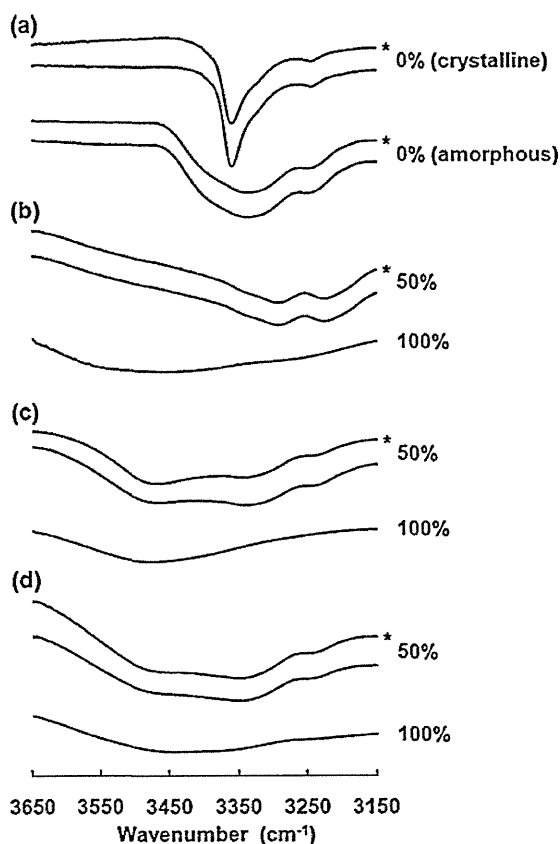 (a)
* 0% (crystalline)
* 0% (amorphous)
(b)
* 50%
100%
(c)
* 50%
100%
(d)
* 50%
100%
3650 3550 3450 3350 3250 3150
Wavenumber (cm-1)